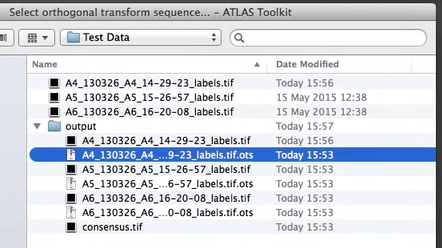 Select orthogonal transform sequence... - ATLAS Toolkit
Test Data
Name Date Modified
A4_130326_A4_14-29-23_labels.tif Today 15:56
A5_130326_A5_15-26-57_labels.tif 15 May 2015 12:38
A6_130326_A6_16-20-08_labels.tif 15 May 2015 12:38
output Today 15:57
A4_130326_A4_14-29-23_labels.tif Today 15:56
A4_130326_A4_...9-23_labels.tif.ots Today 15:53
A5_130326_A5_15-26-57_labels.tif Today 15:53
A5_130326_A5_...6-57_labels.tif.ots Today 15:53
A6_130326_A6_16-20-08_labels.tif Today 15:53
A6_130326_A6_...0-08_labels.tif.ots Today 15:53
consensus.tif Today 15:53